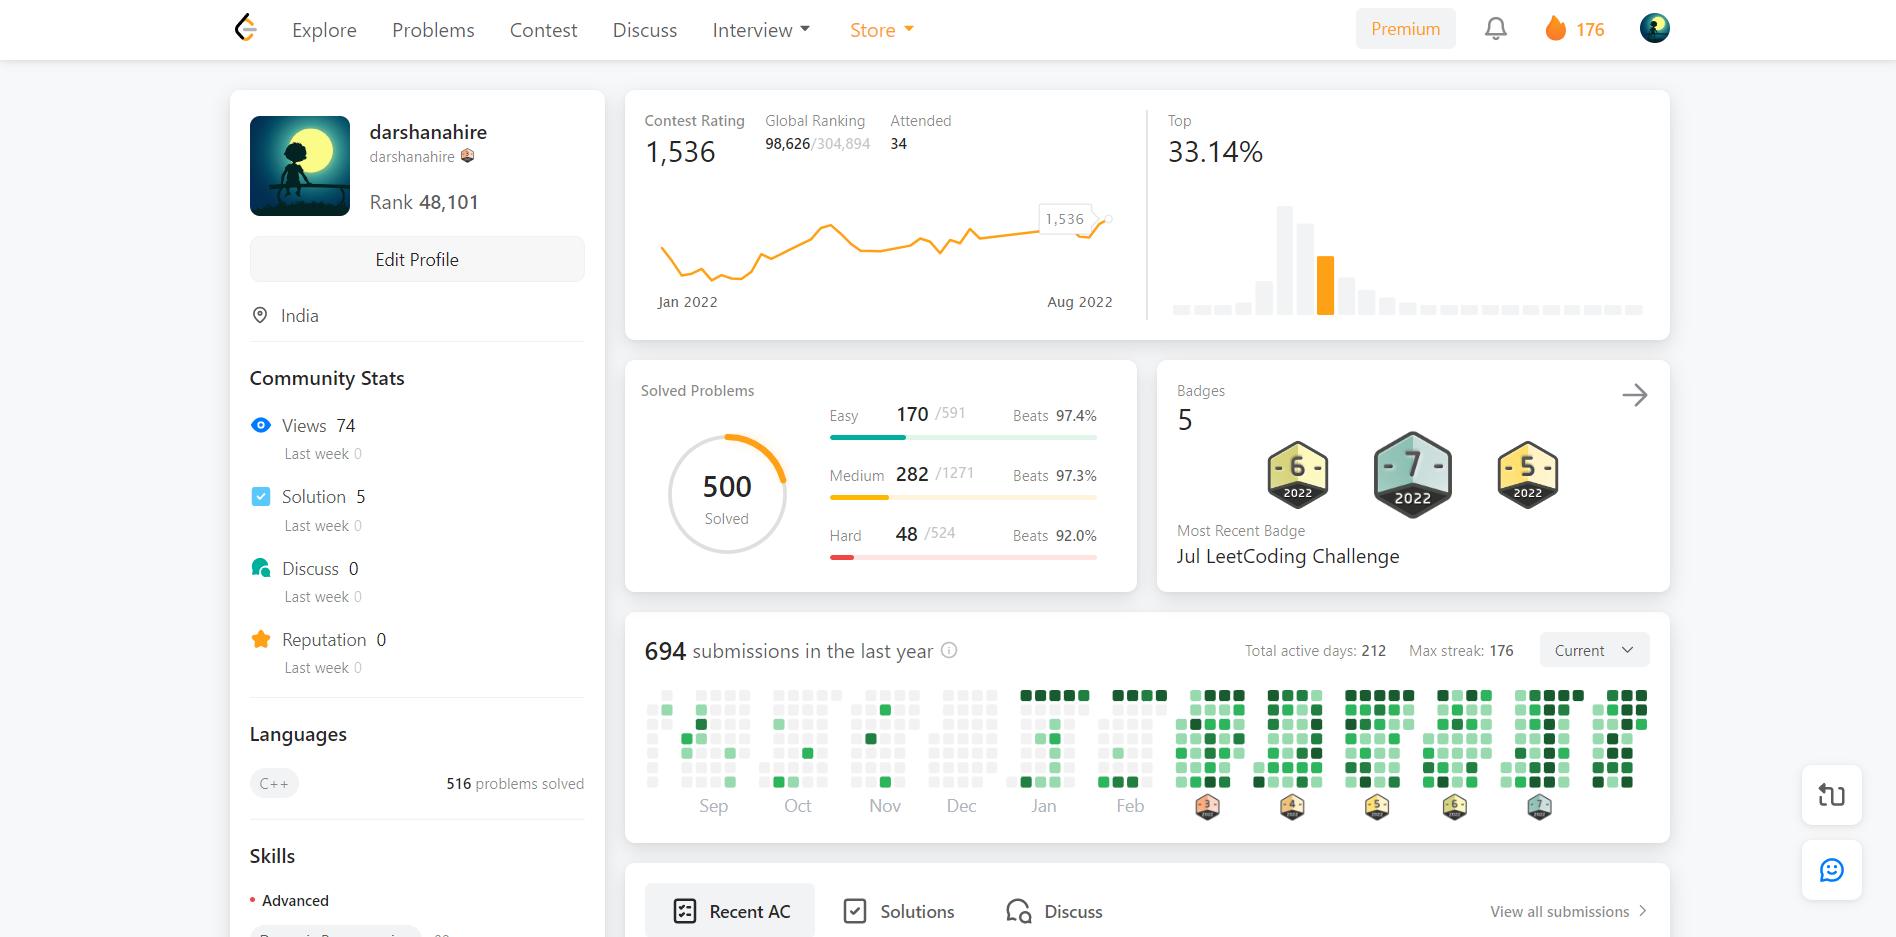 Explore Problems Contest Discuss Interview Store Premium 176
darshanahire
darshanahire
Rank 48,101
Edit Profile
India
Community Stats
Views 74
Last week 0
Solution 5
Last week 0
Discuss 0
Last week 0
Reputation 0
Last week 0
Languages
C++ 516 problems solved
Skills
Advanced
Contest Rating Global Ranking Attended
1,536 98,626/304,894 34
1,536
Jan 2022 Aug 2022
Top
33.14%
Solved Problems
500
Solved
Easy 170 /591 Beats 97.4%
Medium 282 /1271 Beats 97.3%
Hard 48 /524 Beats 92.0%
Badges
5
6 7 5
2022 2022 2022
Most Recent Badge
Jul LeetCoding Challenge
694 submissions in the last year Total active days: 212 Max streak: 176 Current
Sep Oct Nov Dec Jan Feb 3 4 5 6 7
Recent AC Solutions Discuss View all submissions